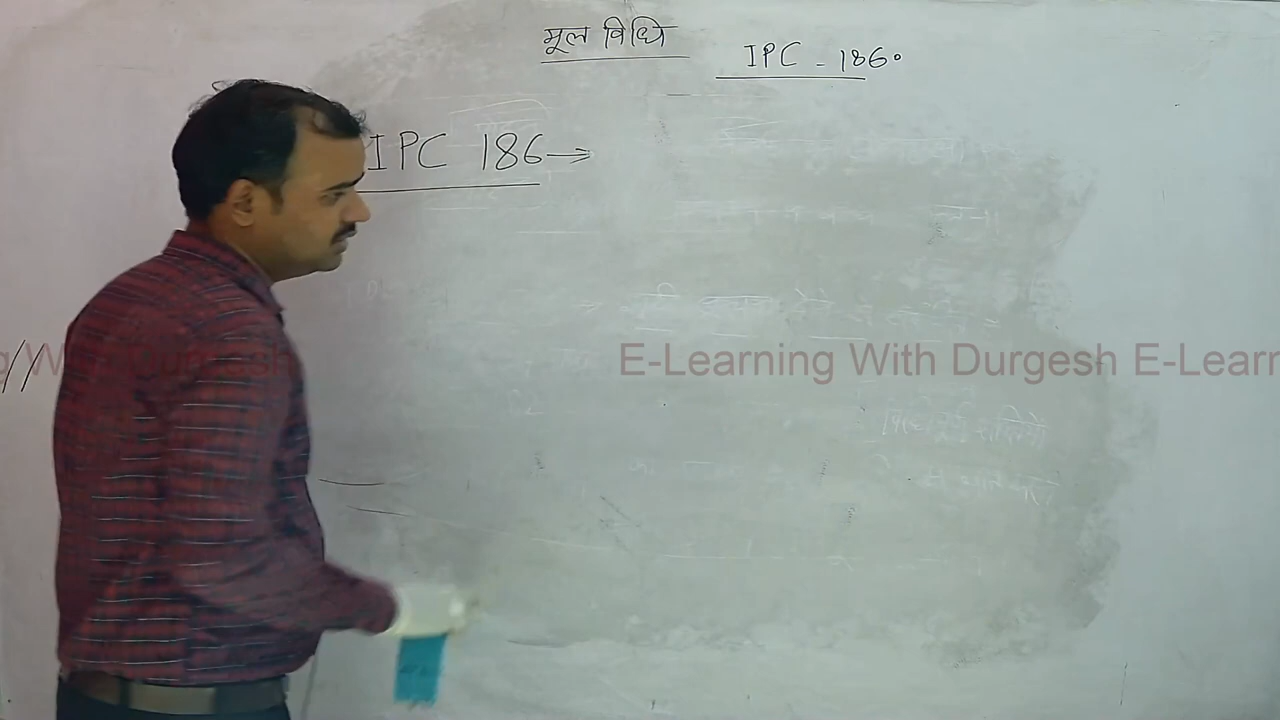 मूल विधि
IPC - 1860
IPC 186 →
E-Learning With Durgesh E-Learn